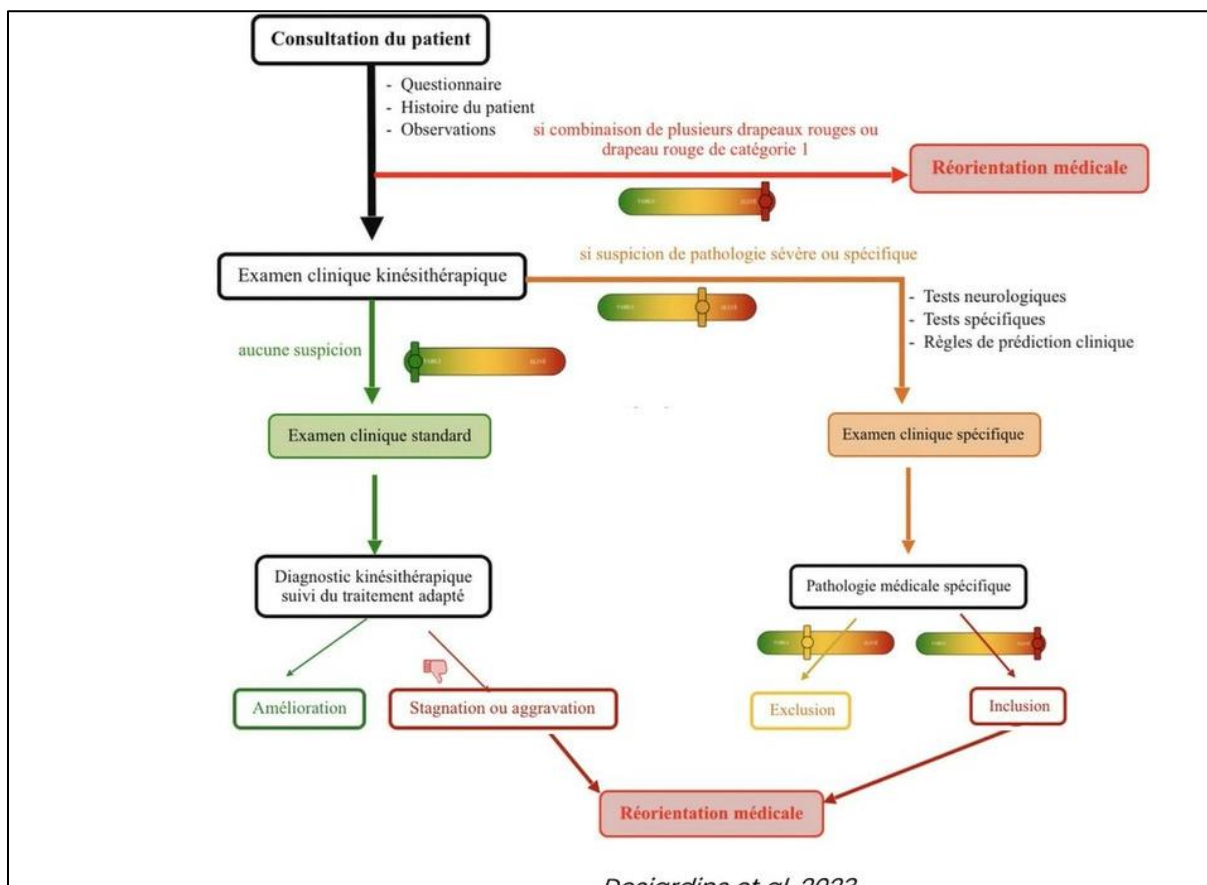 Consultation du patient
- Questionnaire
- Histoire du patient
- Observations
si combinaison de plusieurs drapeaux rouges ou
drapeau rouge de catégorie 1
Réorientation médicale
Examen clinique kinésithérapique
si suspicion de pathologie sévère ou spécifique
- Tests neurologiques
- Tests spécifiques
- Règles de prédiction clinique
aucune suspicion
Examen clinique standard
Examen clinique spécifique
Diagnostic kinésithérapique
suivi du traitement adapté
Pathologie médicale spécifique
Amélioration
Stagnation ou aggravation
Exclusion
Inclusion
Réorientation médicale